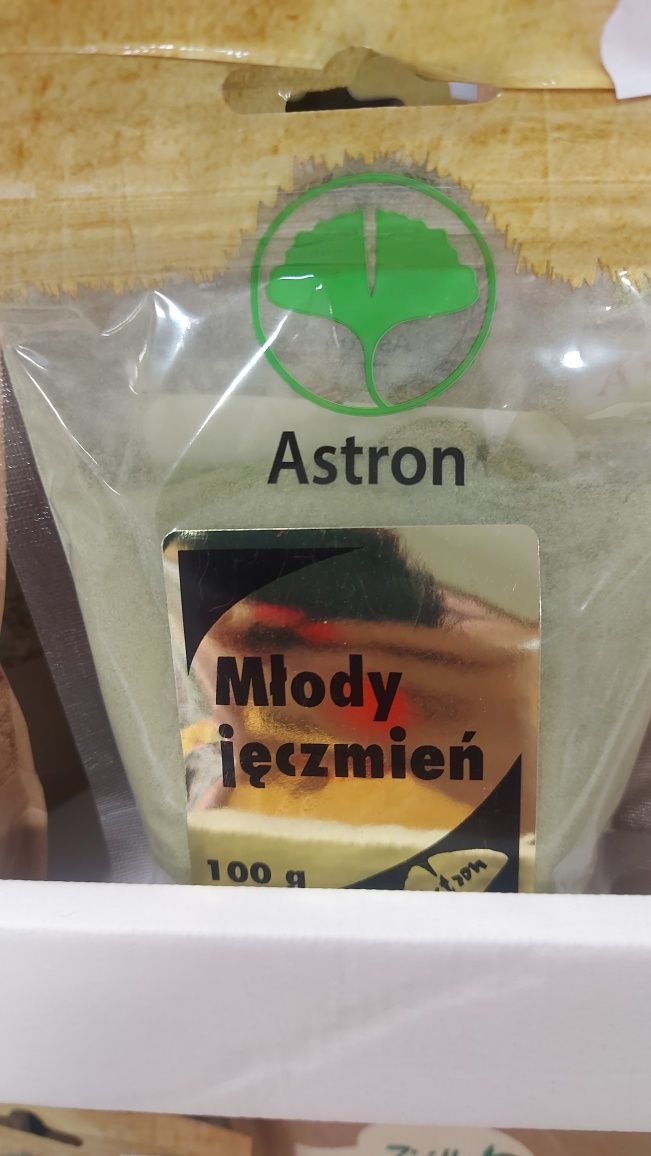 Astron
Młody
jęczmień
100 g